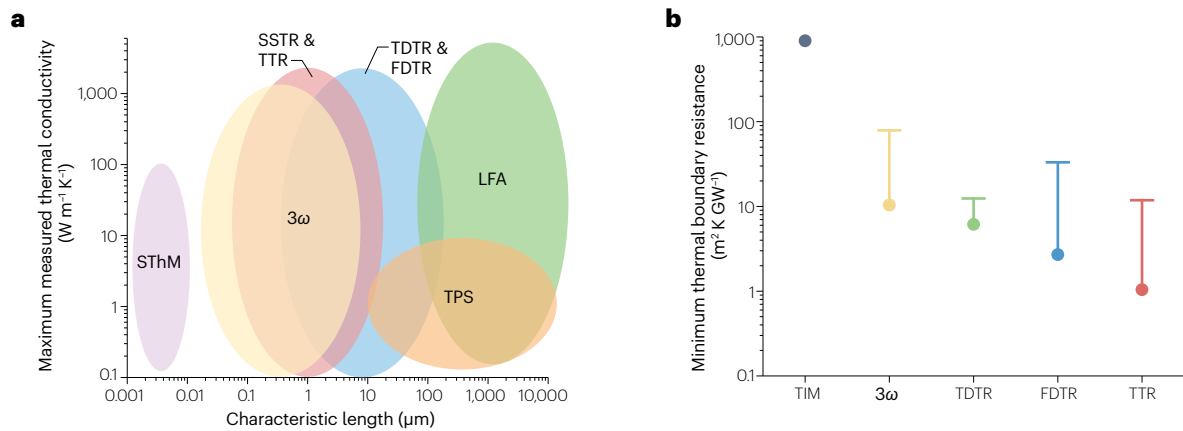 a
Maximum measured thermal conductivity
(W m⁻¹ K⁻¹)
1,000
100
10
1
0.1
SSTR &
TTR
TDTR &
FDTR
SThM
3ω
LFA
TPS
0.001
0.01
0.1
1
10
100
1,000
10,000
Characteristic length (µm)
b
Minimum thermal boundary resistance
(m² K GW⁻¹)
1,000
100
10
1
0.1
TIM
3ω
TDTR
FDTR
TTR